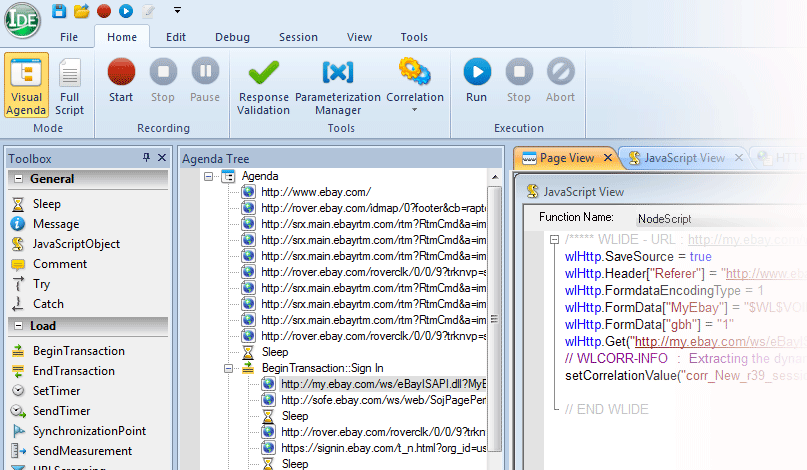 IDE
File Home Edit Debug Session View Tools
Visual Agenda
Full Script
Mode
Start Stop Pause
Recording
Response Validation
Parameterization Manager
Correlation
Tools
Run Stop Abort
Execution
Toolbox
General
Sleep
Message
JavaScriptObject
Comment
Try
Catch
Load
BeginTransaction
EndTransaction
SetTimer
SendTimer
SynchronizationPoint
SendMeasurement
Agenda Tree
Agenda
http://www.ebay.com/
http://rover.ebay.com/idmap/0?footer&cb=rapt
http://srx.main.ebayrtm.com/rtm?RtmCmd&a=im
http://srx.main.ebayrtm.com/rtm?RtmCmd&a=im
http://srx.main.ebayrtm.com/rtm?RtmCmd&a=im
http://rover.ebay.com/roverclk/0/0/9?trknvp=s
http://srx.main.ebayrtm.com/rtm?RtmCmd&a=im
http://srx.main.ebayrtm.com/rtm?RtmCmd&a=im
http://rover.ebay.com/roverclk/0/0/9?trknvp=s
Sleep
BeginTransaction::Sign In
http://my.ebay.com/ws/eBayISAPI.dll?MyE
http://sofe.ebay.com/ws/web/SojPagePer
Sleep
http://rover.ebay.com/roverclk/0/0/9?trkn
https://signin.ebay.com/t_n.html?org_id=us
Sleep
Page View JavaScript View HTT
JavaScript View
Function Name: NodeScript
/***** WLIDE - URL : http://my.ebay.com
wlHttp.SaveSource = true
wlHttp.Header["Referer"] = "http://www.eb
wlHttp.FormdataEncodingType = 1
wlHttp.FormData["MyEbay"] = "$WL$VO
wlHttp.FormData["gbh"] = "1"
wlHttp.Get("http://my.ebay.com/ws/eBayI
// WLCORR-INFO : Extracting the dyna
setCorrelationValue("corr_New_r39_sessi
// END WLIDE